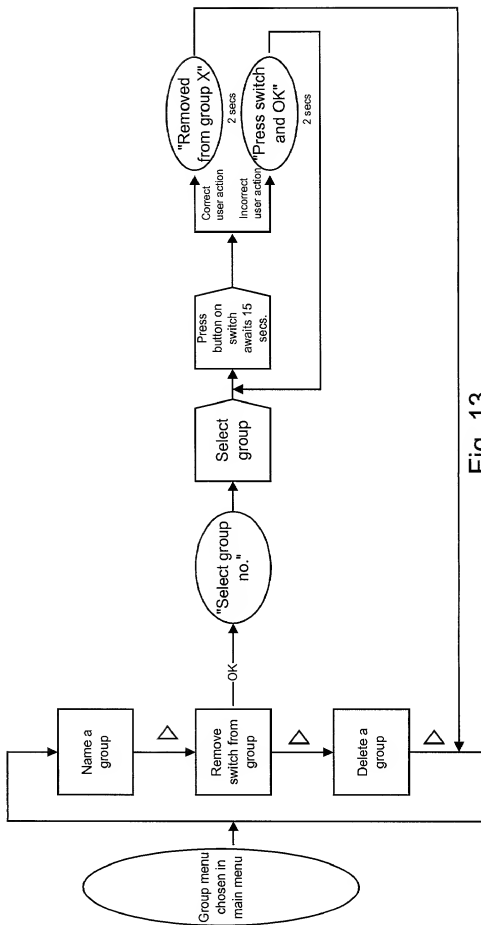 Group menu
chosen in
main menu
Name a
group
Remove
switch from
group
Delete a
group
OK
"Select group
no."
Select
group
Press
button on
switch
awaits 15
secs.
Correct
user action
Incorrect
user action
"Removed
from group X"
2 secs
"Press switch
and OK"
2 secs
Fig. 13